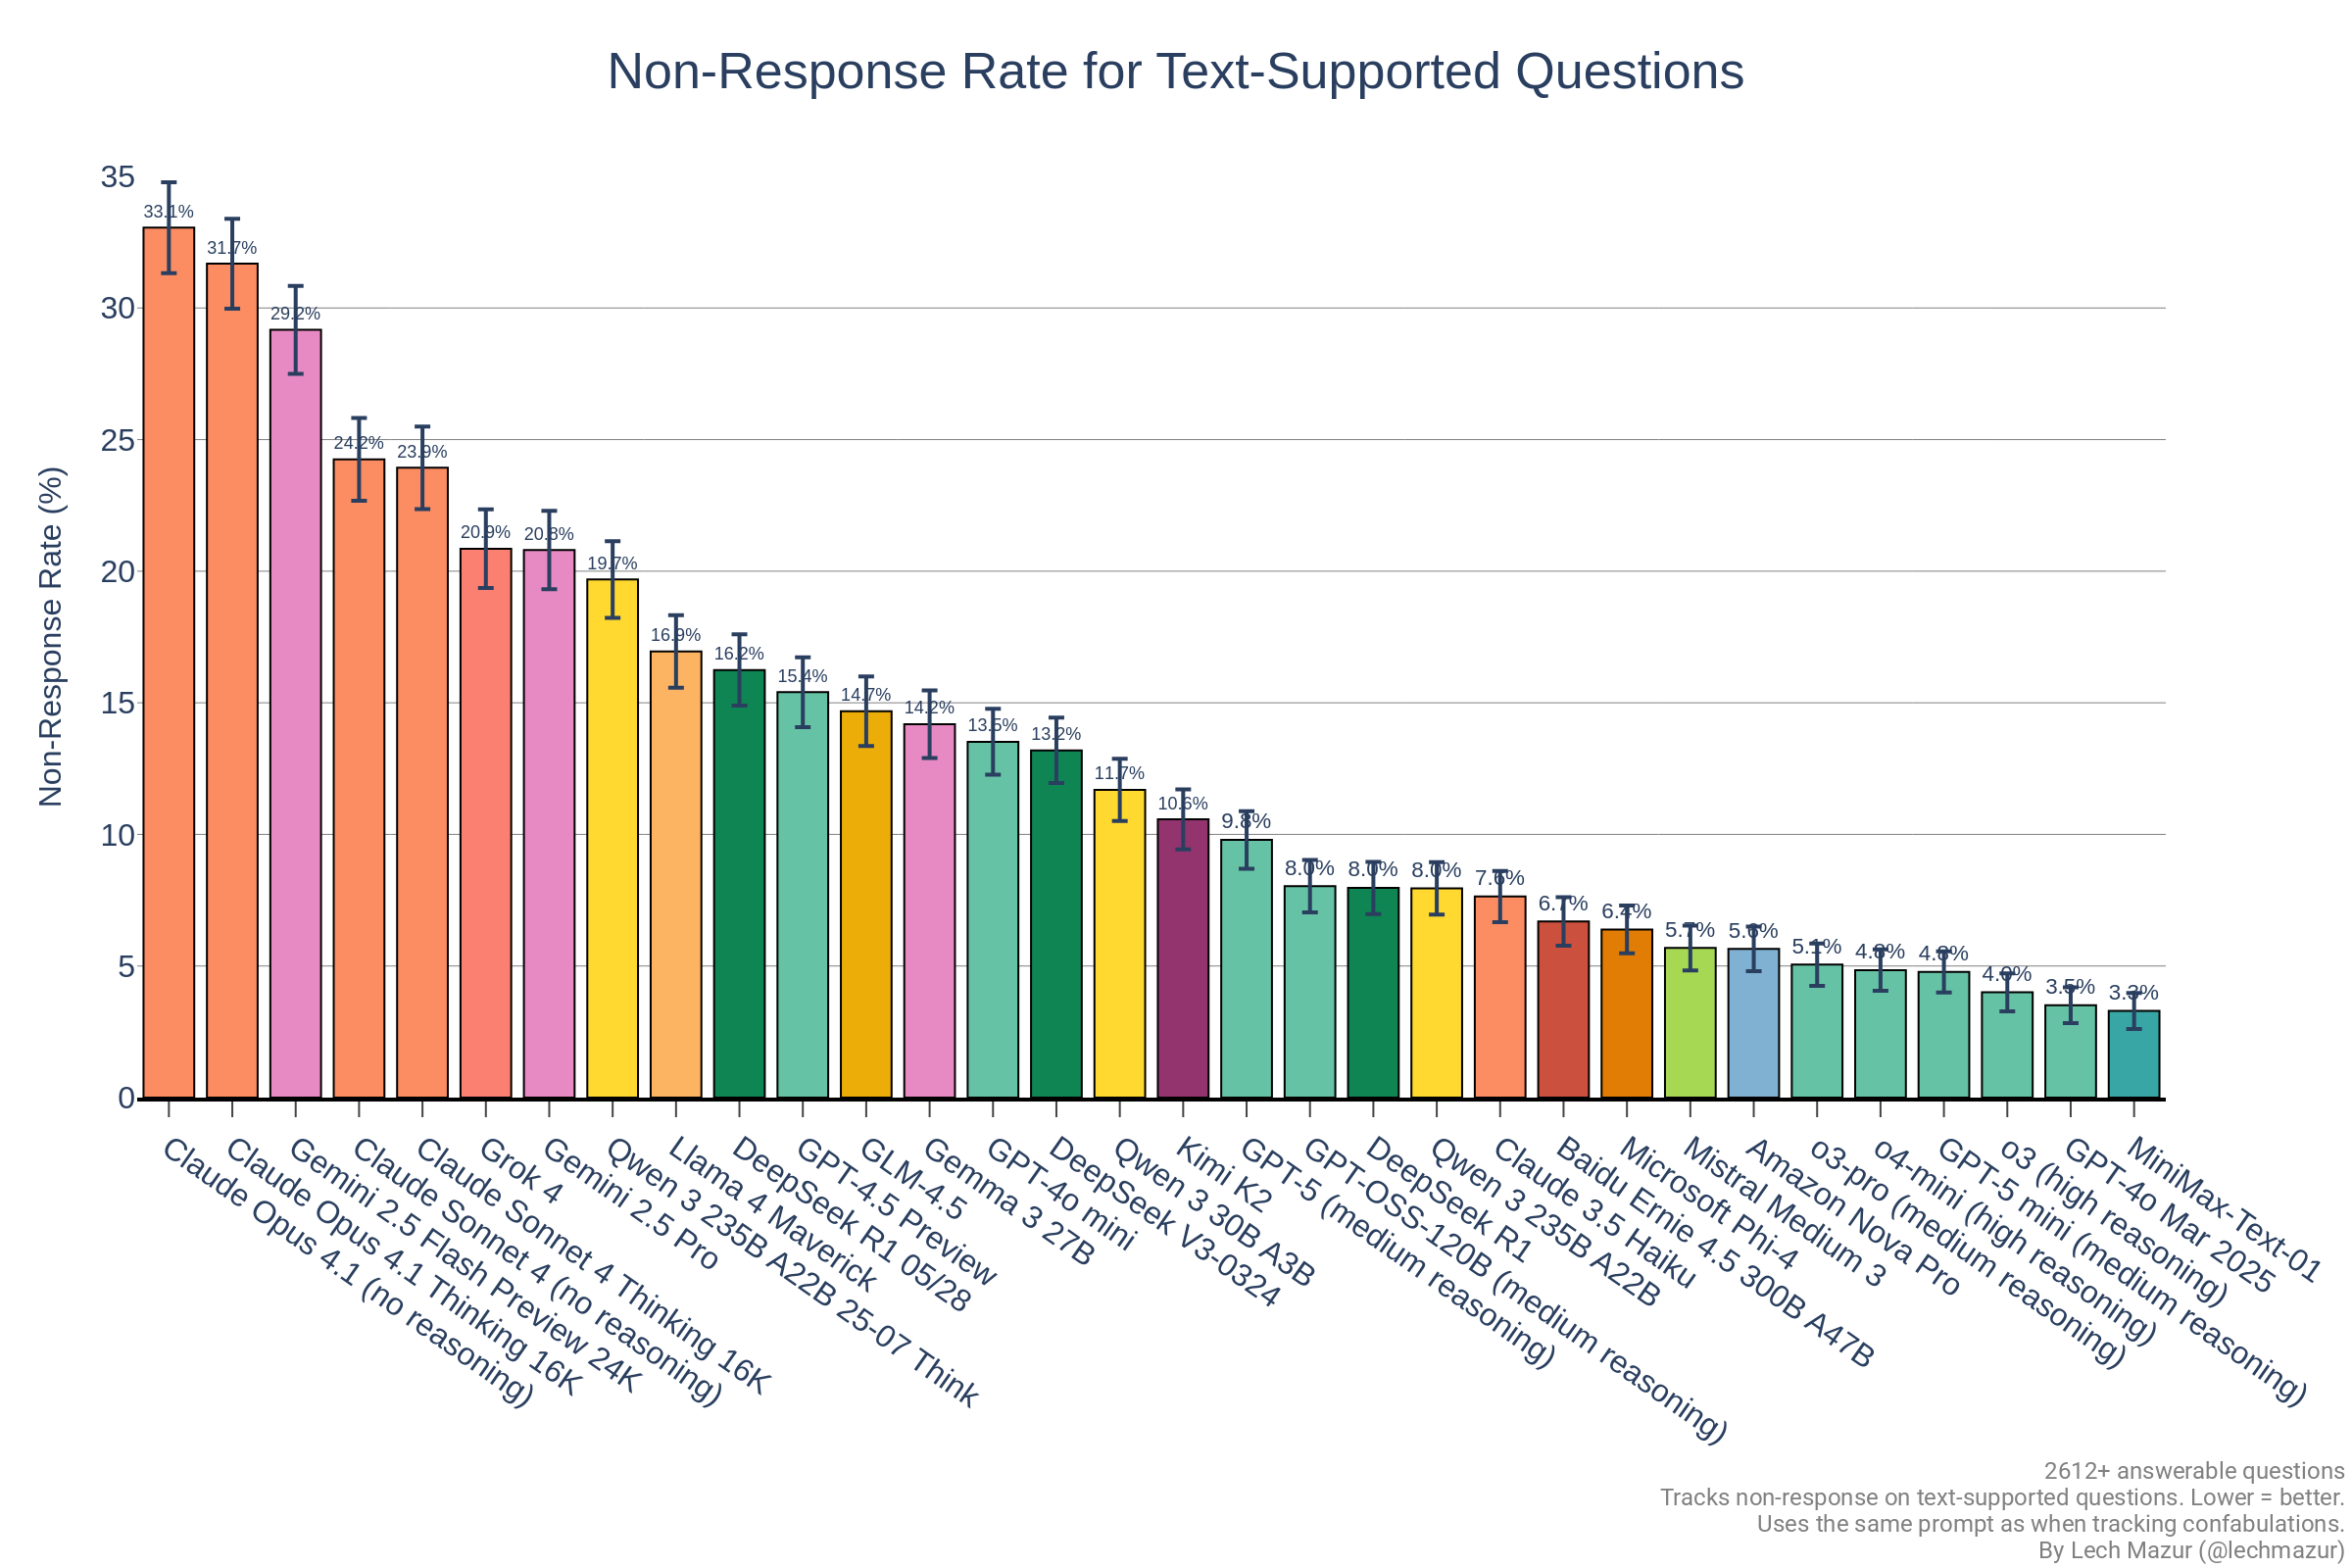 Non-Response Rate for Text-Supported Questions
Non-Response Rate (%)
35
30
25
20
15
10
5
0
33.1%
31.7%
29.2%
24.2%
23.9%
20.9%
20.8%
19.7%
16.9%
16.2%
15.4%
14.7%
14.2%
13.5%
13.2%
11.7%
10.6%
9.8%
8.0%
8.0%
8.0%
7.6%
6.7%
6.4%
5.7%
5.6%
5.1%
4.8%
4.8%
4.0%
3.5%
3.3%
Claude Opus 4.1 (no reasoning)
Claude Opus 4.1 Thinking 16K
Gemini 2.5 Flash Preview 24K
Claude Sonnet 4 (no reasoning)
Claude Sonnet 4 Thinking 16K
Grok 4
Gemini 2.5 Pro
Qwen 3 235B A22B 25-07 Think
Llama 4 Maverick
DeepSeek R1 05/28
GPT-4.5 Preview
GLM-4.5
Gemma 3 27B
GPT-4o mini
DeepSeek V3-0324
Qwen 3 30B A3B
Kimi K2
GPT-5 (medium reasoning)
GPT-OSS-120B (medium reasoning)
DeepSeek R1
Qwen 3 235B A22B
Claude 3.5 Haiku
Baidu Ernie 4.5 300B A47B
Microsoft Phi-4
Mistral Medium 3
Amazon Nova Pro
o3-pro (medium reasoning)
o4-mini (high reasoning)
GPT-5 mini (medium reasoning)
o3 (high reasoning)
GPT-4o Mar 2025
MiniMax-Text-01
2612+ answerable questions
Tracks non-response on text-supported questions. Lower = better.
Uses the same prompt as when tracking confabulations.
By Lech Mazur (@lechmazur)